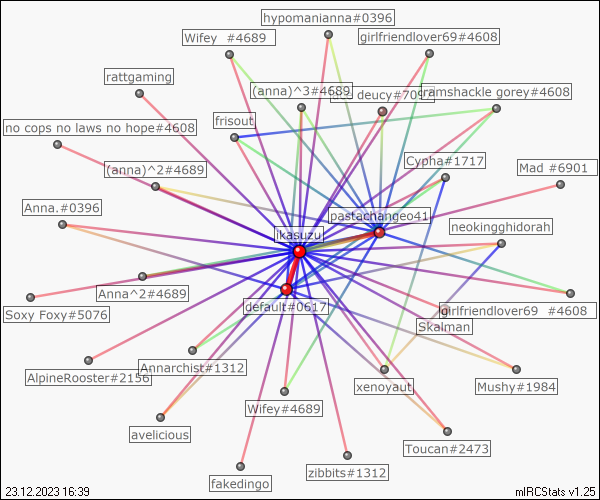 hypomanianna#0396
Wifey #4689
girlfriendlover69#4608
rattgaming
(anna)^3#4689
deucy#709
ramshackle gorey#4608
no cops no laws no hope#4608
frisout
(anna)^2#4689
Cypha#1717
Mad #6901
Anna.#0396
pastachangeo41
neokingghidorah
ikasuzu
Anna^2#4689
Soxy Foxy#5076
default#0617
girlfriendlover69 #4608
Skalman
Annarchist#1312
AlpineRooster#2156
xenoyaut
Mushy#1984
Wifey#4689
avelicious
Toucan#2473
zibbits#1312
fakedingo
23.12.2023 16:39
mIRCStats v1.25